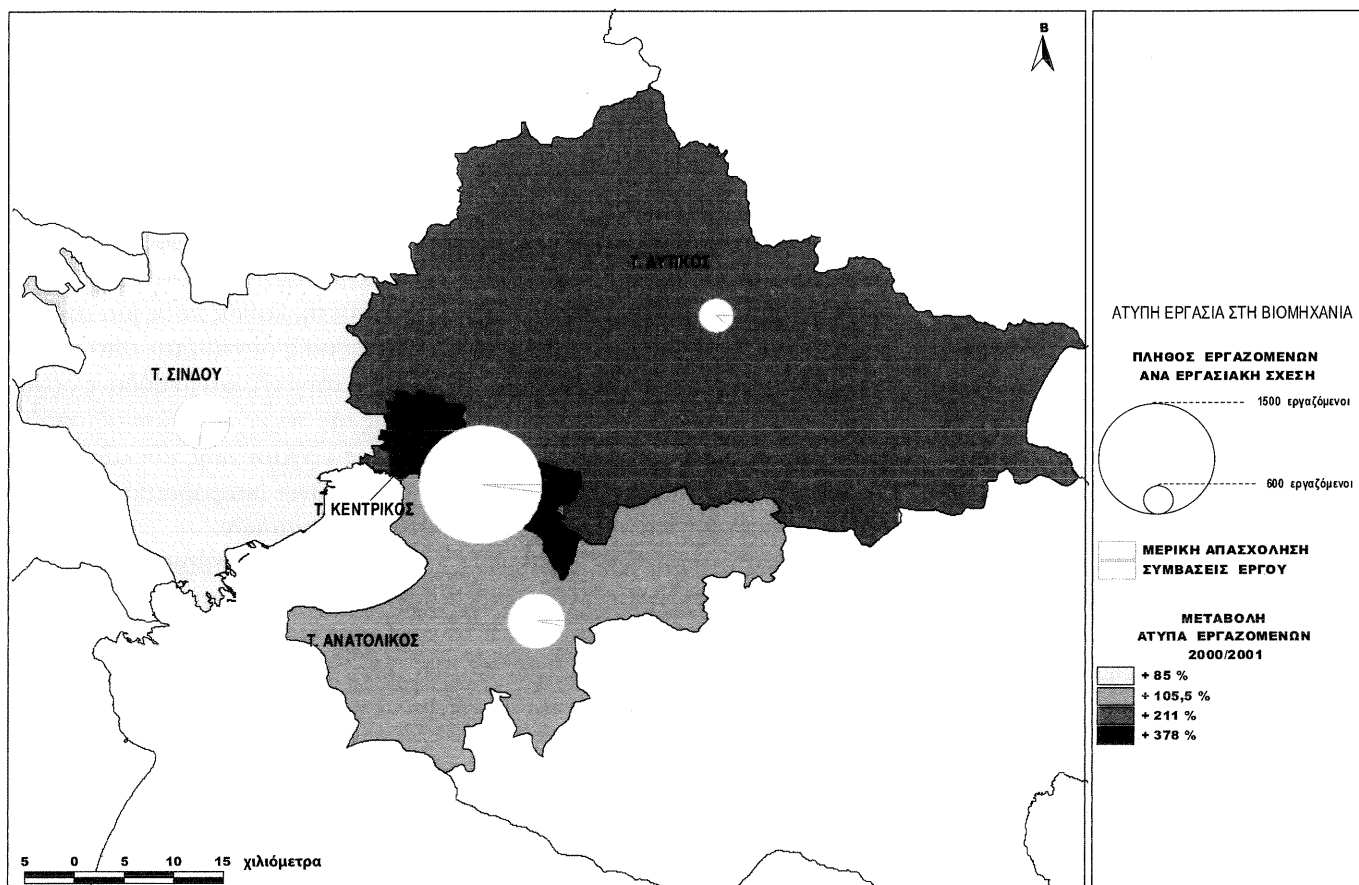 Β
Τ. ΔΥΤΙΚΟΣ
Τ. ΣΙΝΔΟΥ
Τ. ΚΕΝΤΡΙΚΟΣ
Τ. ΑΝΑΤΟΛΙΚΟΣ
5 0 5 10 15 χιλιόμετρα
ΑΤΥΠΗ ΕΡΓΑΣΙΑ ΣΤΗ ΒΙΟΜΗΧΑΝΙΑ
ΠΛΗΘΟΣ ΕΡΓΑΖΟΜΕΝΩΝ
ΑΝΑ ΕΡΓΑΣΙΑΚΗ ΣΧΕΣΗ
1500 εργαζόμενοι
600 εργαζόμενοι
ΜΕΡΙΚΗ ΑΠΑΣΧΟΛΗΣΗ
ΣΥΜΒΑΣΕΙΣ ΕΡΓΟΥ
ΜΕΤΑΒΟΛΗ
ΑΤΥΠΑ ΕΡΓΑΖΟΜΕΝΩΝ
2000/2001
+ 85 %
+ 105,5 %
+ 211 %
+ 378 %